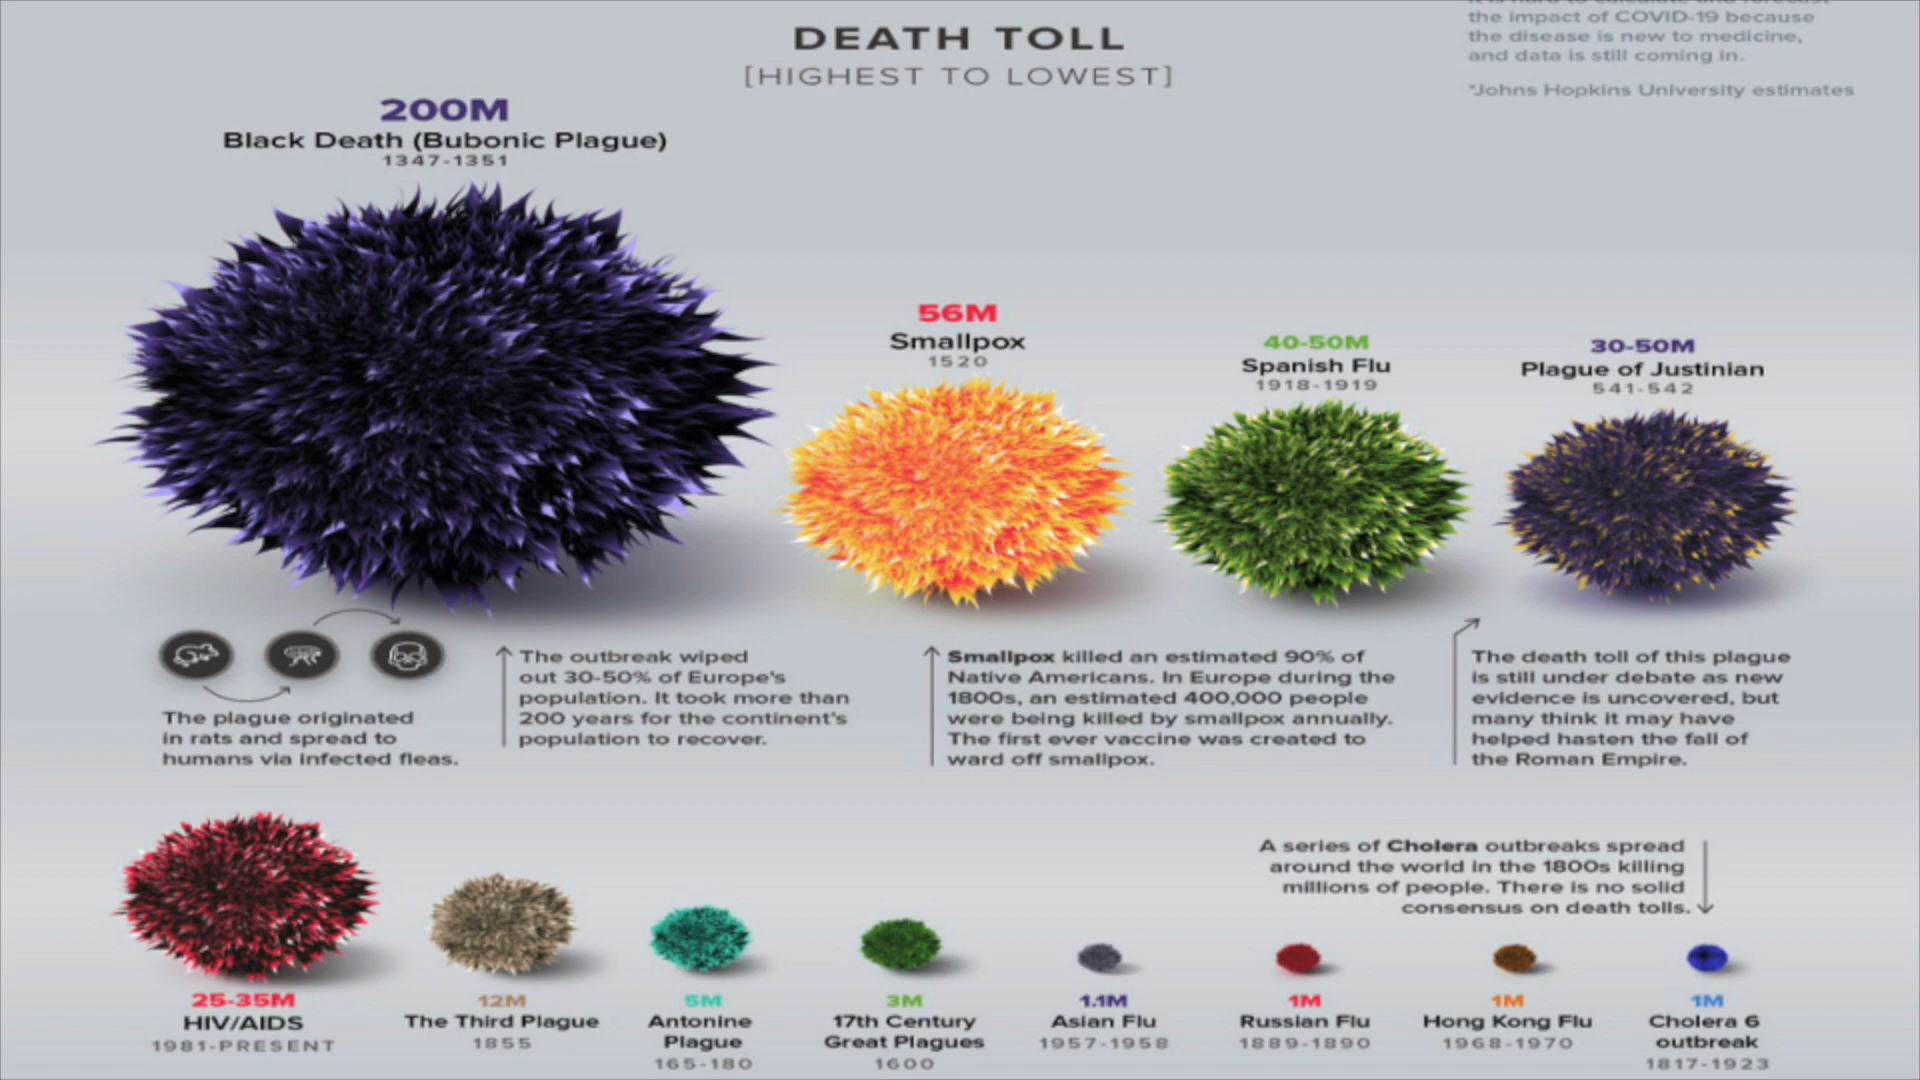 DEATH TOLL
[HIGHEST TO LOWEST]
the impact of COVID-19 because
the disease is new to medicine,
and data is still coming in.
*Johns Hopkins University estimates
200M
Black Death (Bubonic Plague)
1347-1351
56M
Smallpox
1520
40-50M
Spanish Flu
1918-1919
30-50M
Plague of Justinian
541-542
The plague originated
in rats and spread to
humans via infected fleas.
The outbreak wiped
out 30-50% of Europe's
population. It took more than
200 years for the continent's
population to recover.
Smallpox killed an estimated 90% of
Native Americans. In Europe during the
1800s, an estimated 400,000 people
were being killed by smallpox annually.
The first ever vaccine was created to
ward off smallpox.
The death toll of this plague
is still under debate as new
evidence is uncovered, but
many think it may have
helped hasten the fall of
the Roman Empire.
A series of Cholera outbreaks spread
around the world in the 1800s killing
millions of people. There is no solid
consensus on death tolls.
25-35M
HIV/AIDS
1981-PRESENT
12M
The Third Plague
1855
5M
Antonine
Plague
165-180
3M
17th Century
Great Plagues
1600
1.1M
Asian Flu
1957-1958
1M
Russian Flu
1889-1890
1M
Hong Kong Flu
1968-1970
1M
Cholera 6
outbreak
1817-1923